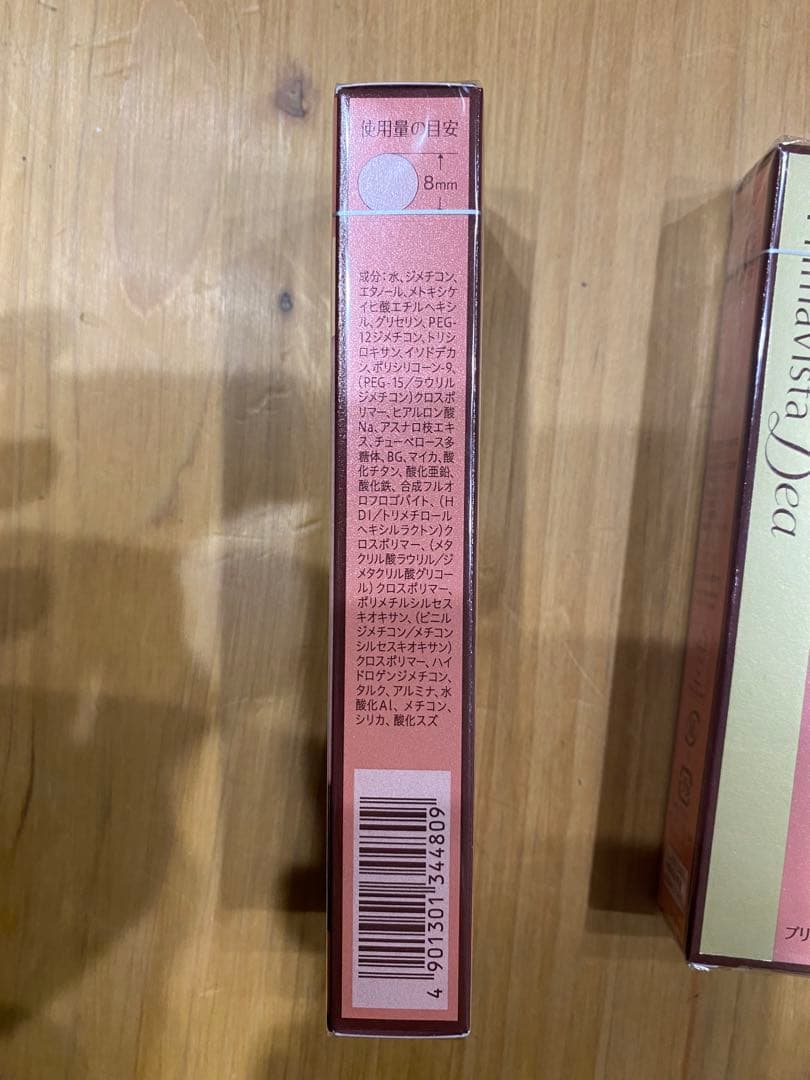 使用量の目安
8mm
成分:水、ジメチコン、
エタノール、メトキシケ
イヒ酸エチルヘキシ
ル、グリセリン、PEG-
12ジメチコン、トリシ
ロキサン、イソドデカ
ン、ポリシリコーン-9、
(PEG-15/ラウリル
ジメチコン)クロスポ
リマー、ヒアルロン酸
Na、アスナロ枝エキ
ス、チューベロース多
糖体、BG、マイカ、酸
化チタン、酸化亜鉛、
酸化鉄、合成フルオ
ロフロゴパイト、(H
DI/トリメチロール
ヘキシルラクトン)ク
ロスポリマー、(メタ
クリル酸ラウリル/ジ
メタクリル酸グリコー
ル)クロスポリマー、
ポリメチルシルセス
キオキサン、(ビニル
ジメチコン/メチコン
シルセスキオキサン)
クロスポリマー、ハイ
ドロゲンジメチコン、
タルク、アルミナ、水
酸化Al、メチコン、
シリカ、酸化スズ
4 901301 344809
mavista
Dea
プリ